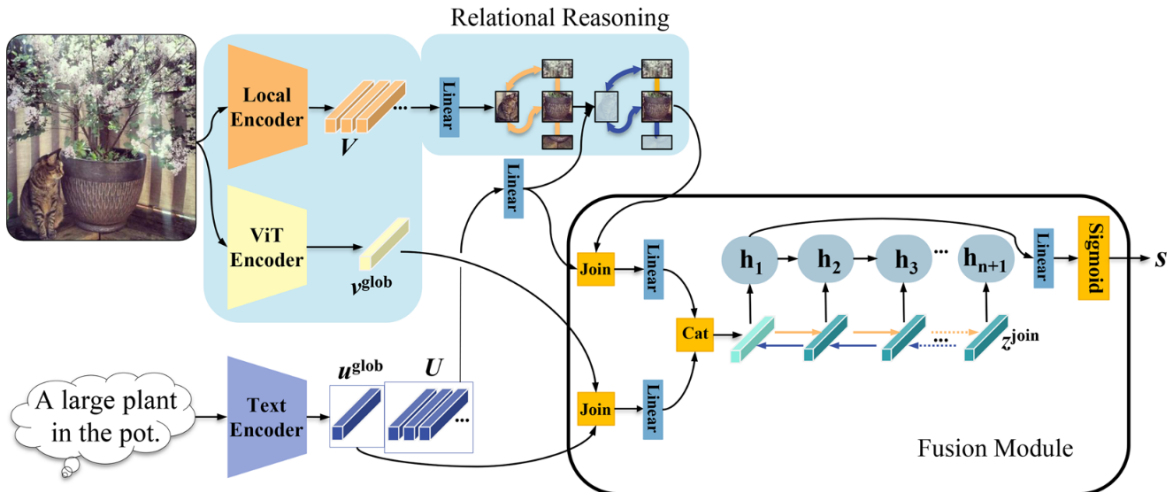 Relational Reasoning
Local
Encoder
V
...
Linear
ViT
Encoder
v^glob
Linear
Join
Linear
h₁
h₂
h₃
...
hₙ₊₁
Linear
Sigmoid
s
Cat
...
z^join
A large plant
in the pot.
Text
Encoder
u^glob
U
...
Join
Linear
Fusion Module